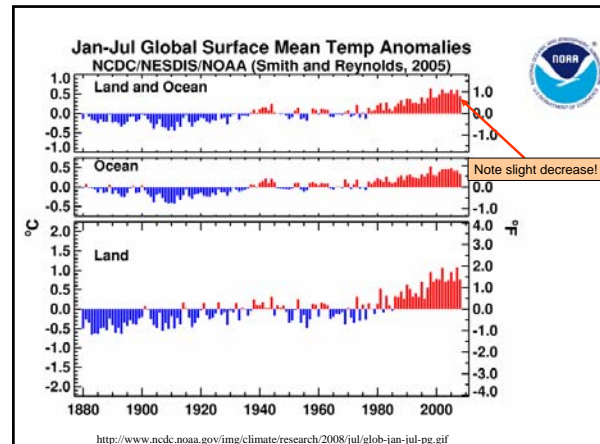 Jan-Jul Global Surface Mean Temp Anomalies
NCDC/NESDIS/NOAA (Smith and Reynolds, 2005)
NOAA
Land and Ocean
1.0
0.5
0.0
-0.5
-1.0
1.0
0.0
-1.0
Note slight decrease!
Ocean
0.5
0.0
-0.5
1.0
0.0
-1.0
°C
°F
Land
2.0
1.5
1.0
0.5
0.0
-0.5
-1.0
-1.5
-2.0
4.0
3.0
2.0
1.0
0.0
-1.0
-2.0
-3.0
-4.0
1880 1900 1920 1940 1960 1980 2000
http://www.ncdc.noaa.gov/img/climate/research/2008/jul/glob-jan-jul-pg.gif